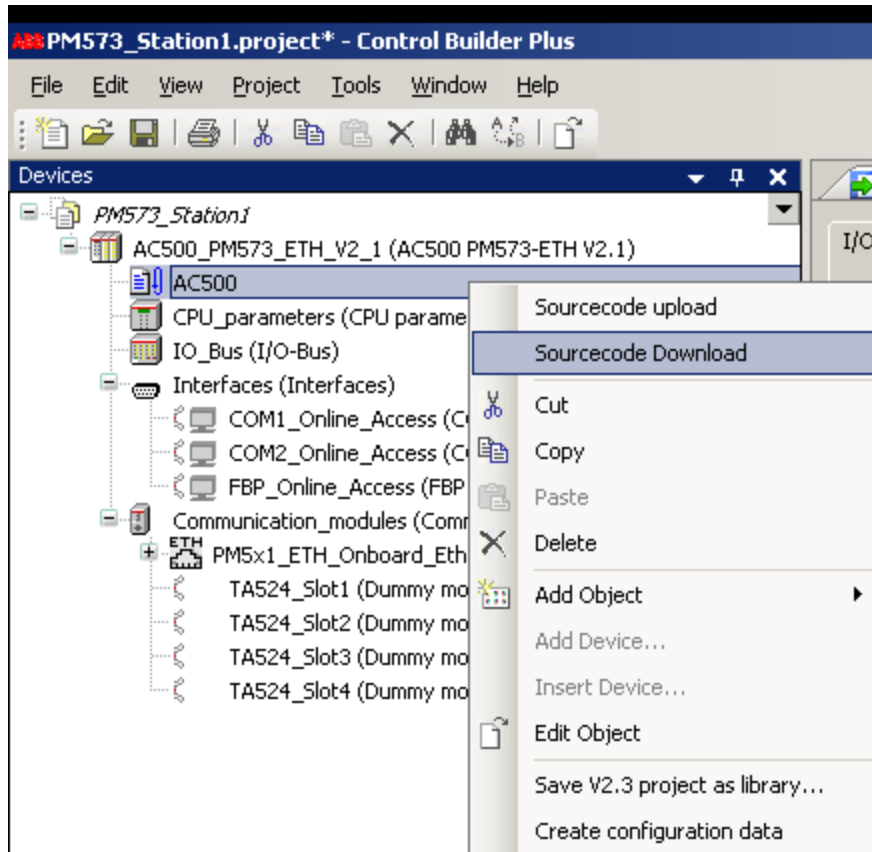 ABB PM573_Station1.project* - Control Builder Plus
File Edit View Project Tools Window Help
Devices
PM573_Station1
AC500_PM573_ETH_V2_1 (AC500 PM573-ETH V2.1)
I/O
AC500
CPU_parameters (CPU parame
IO_Bus (I/O-Bus)
Interfaces (Interfaces)
COM1_Online_Access (C
COM2_Online_Access (C
FBP_Online_Access (FBP
Communication_modules (Comm
ETH PM5x1_ETH_Onboard_Eth
TA524_Slot1 (Dummy mo
TA524_Slot2 (Dummy mo
TA524_Slot3 (Dummy mo
TA524_Slot4 (Dummy mo
Sourcecode upload
Sourcecode Download
Cut
Copy
Paste
Delete
Add Object
Add Device...
Insert Device...
Edit Object
Save V2.3 project as library...
Create configuration data